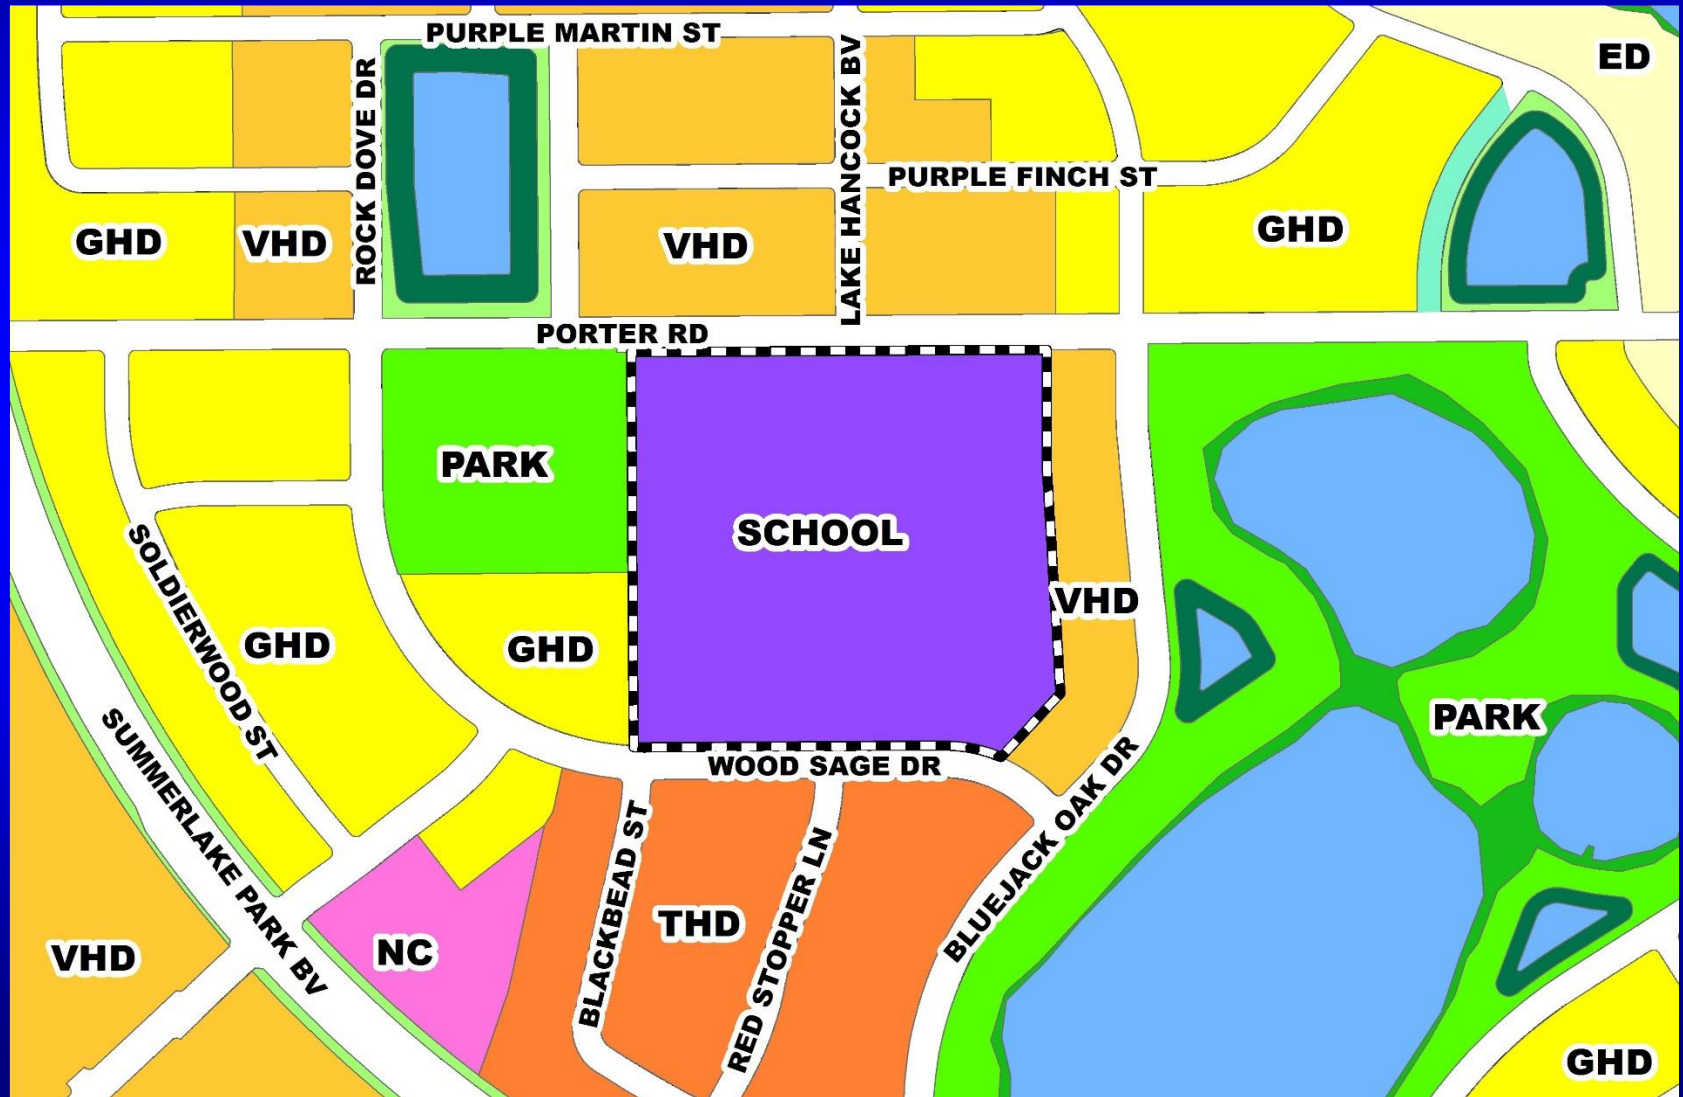 PURPLE MARTIN ST
ED
ROCK DOVE DR
LAKE HANCOCK BV
PURPLE FINCH ST
GHD
VHD
VHD
GHD
PORTER RD
PARK
SCHOOL
SOLDIERWOOD ST
VHD
GHD
GHD
PARK
SUMMERLAKE PARK BV
WOOD SAGE DR
BLUEJACK OAK DR
BLACKBEAD ST
RED STOPPER LN
THD
NC
VHD
GHD